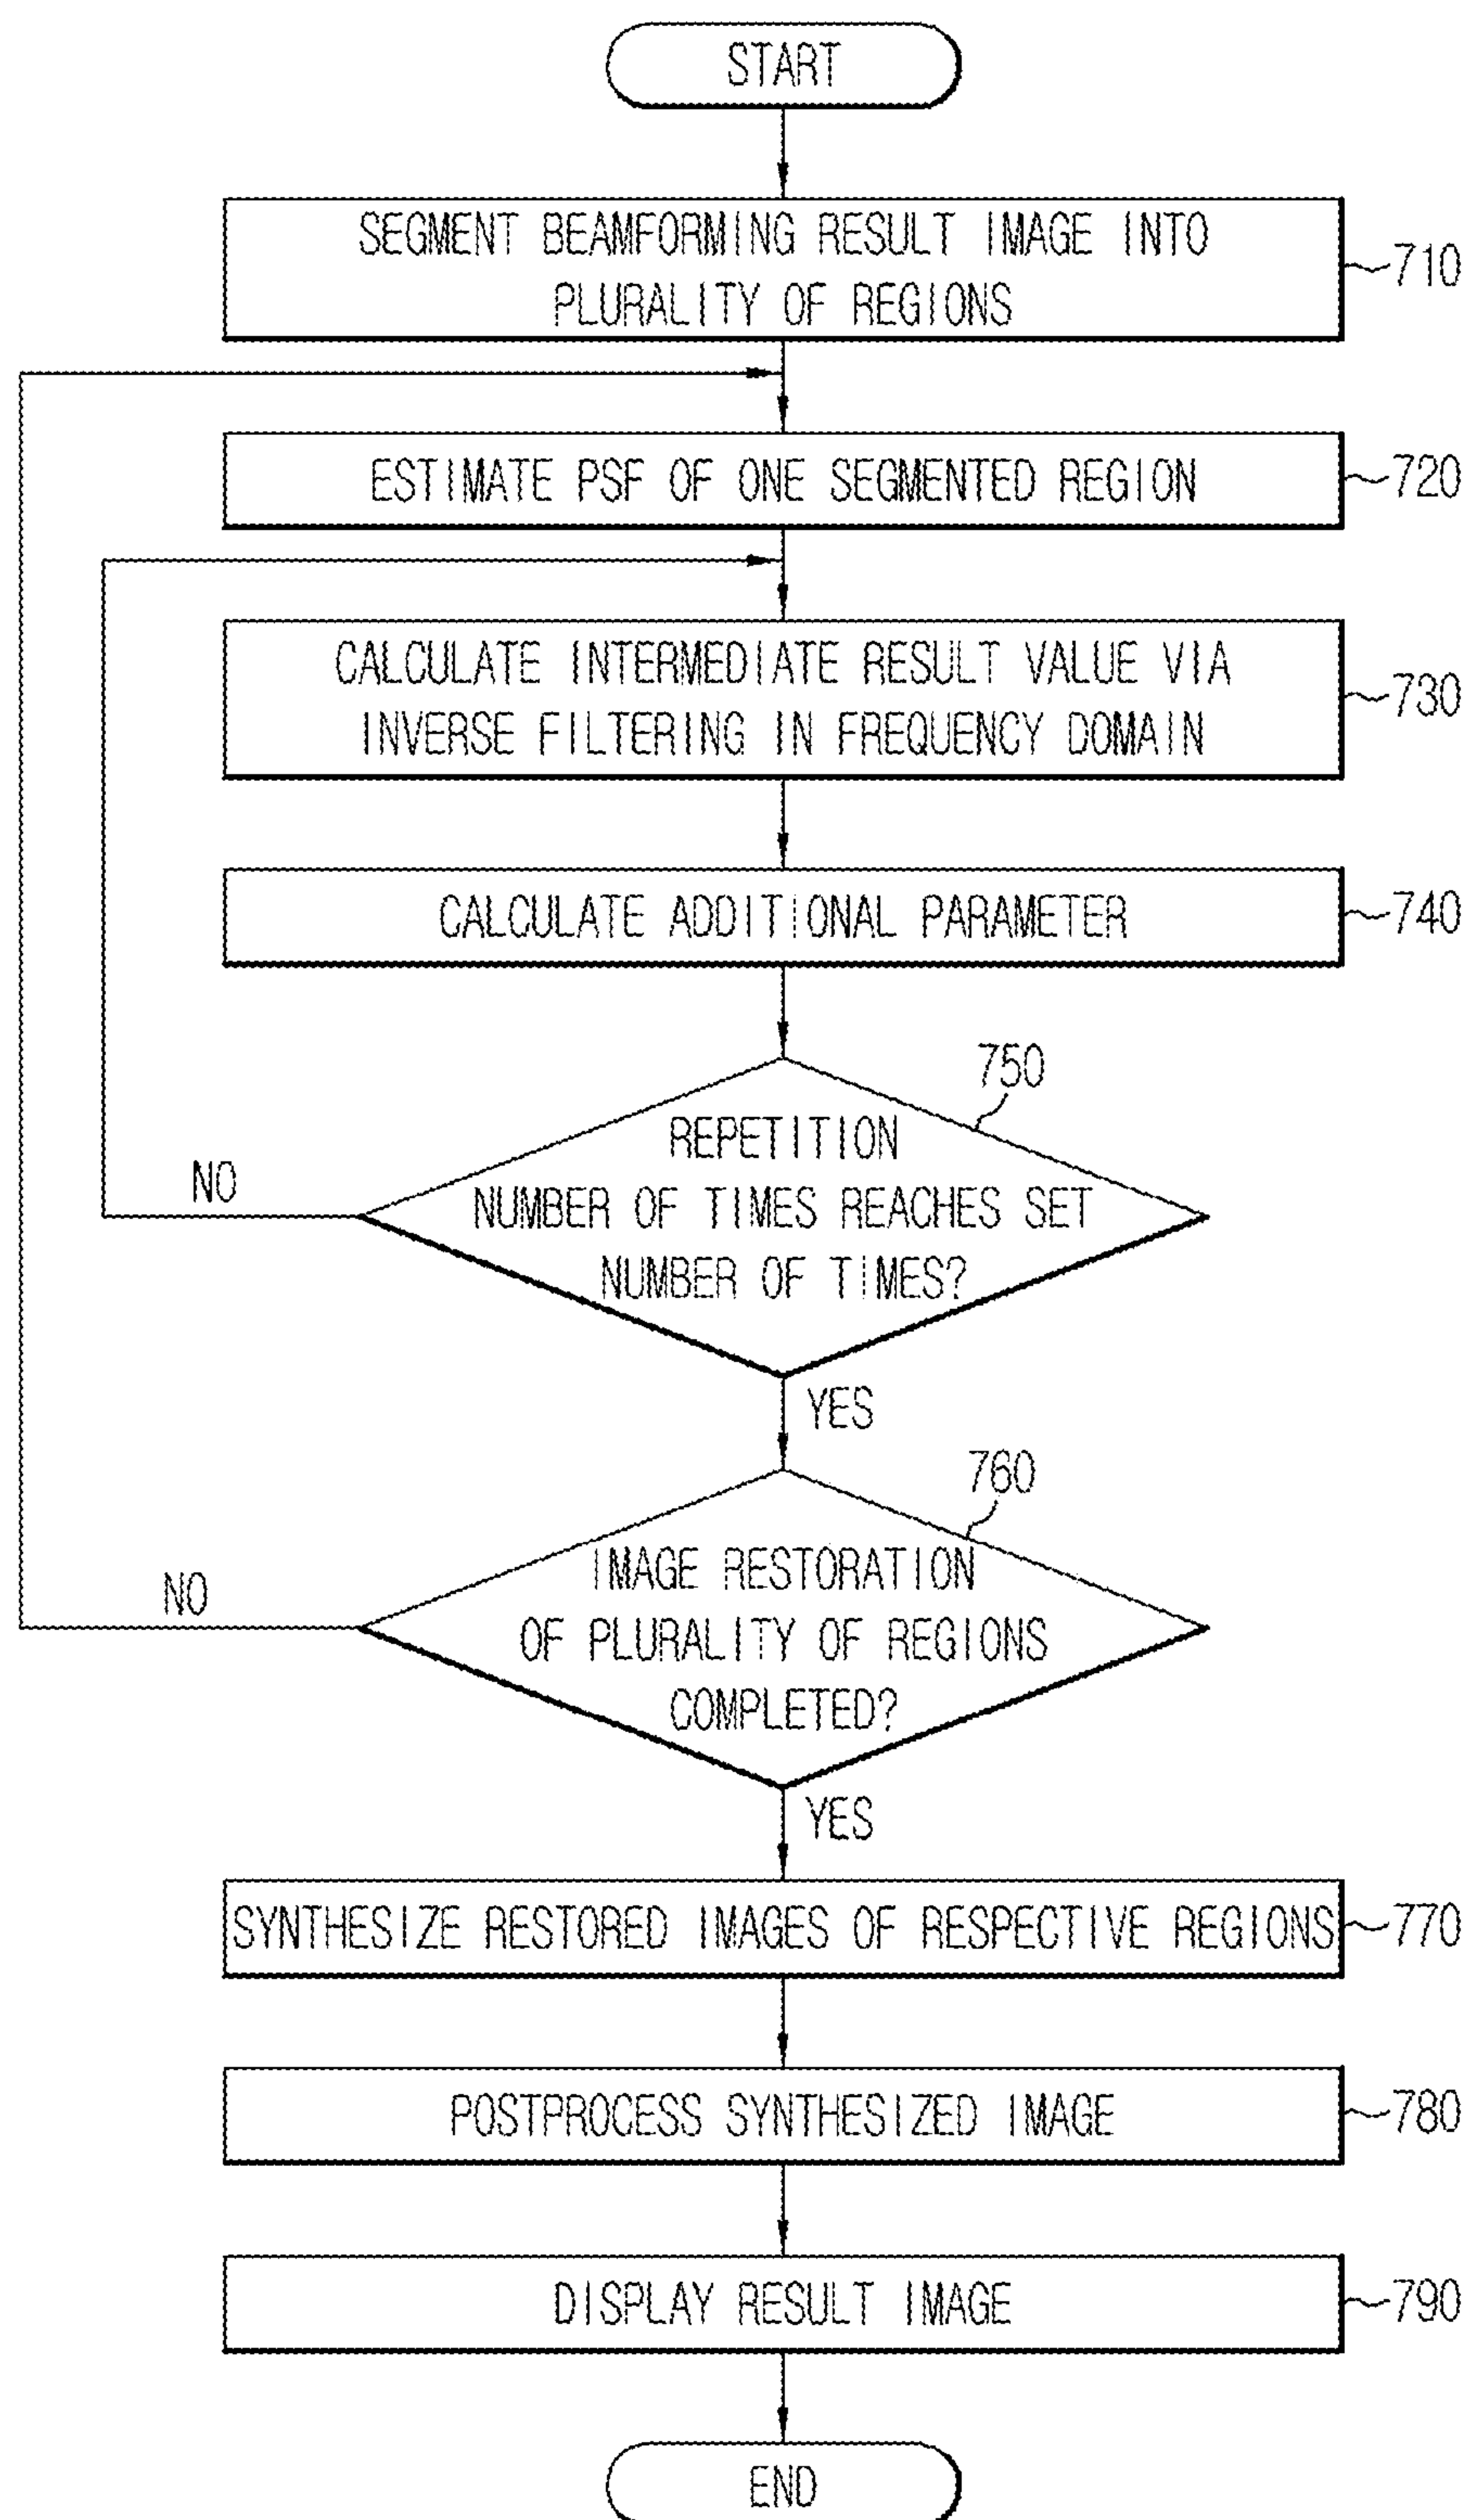 START
SEGMENT BEAMFORMING RESULT IMAGE INTO
PLURALITY OF REGIONS
710
ESTIMATE PSF OF ONE SEGMENTED REGION
720
CALCULATE INTERMEDIATE RESULT VALUE VIA
INVERSE FILTERING IN FREQUENCY DOMAIN
730
CALCULATE ADDITIONAL PARAMETER
740
750
REPETITION
NUMBER OF TIMES REACHES SET
NUMBER OF TIMES?
NO
YES
760
IMAGE RESTORATION
OF PLURALITY OF REGIONS
COMPLETED?
NO
YES
SYNTHESIZE RESTORED IMAGES OF RESPECTIVE REGIONS
770
POSTPROCESS SYNTHESIZED IMAGE
780
DISPLAY RESULT IMAGE
790
END